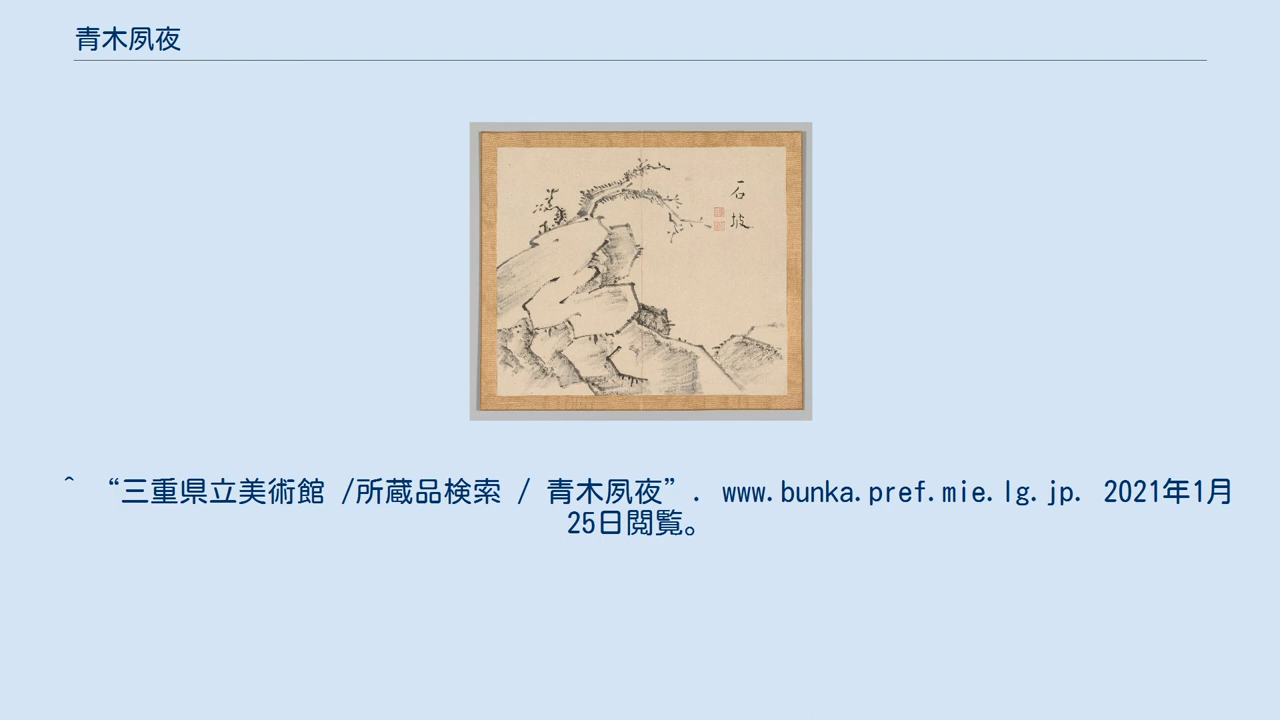 青木夙夜
石
坡
^ “三重県立美術館 /所蔵品検索 / 青木夙夜”. www.bunka.pref.mie.lg.jp. 2021年1月
25日閲覧。